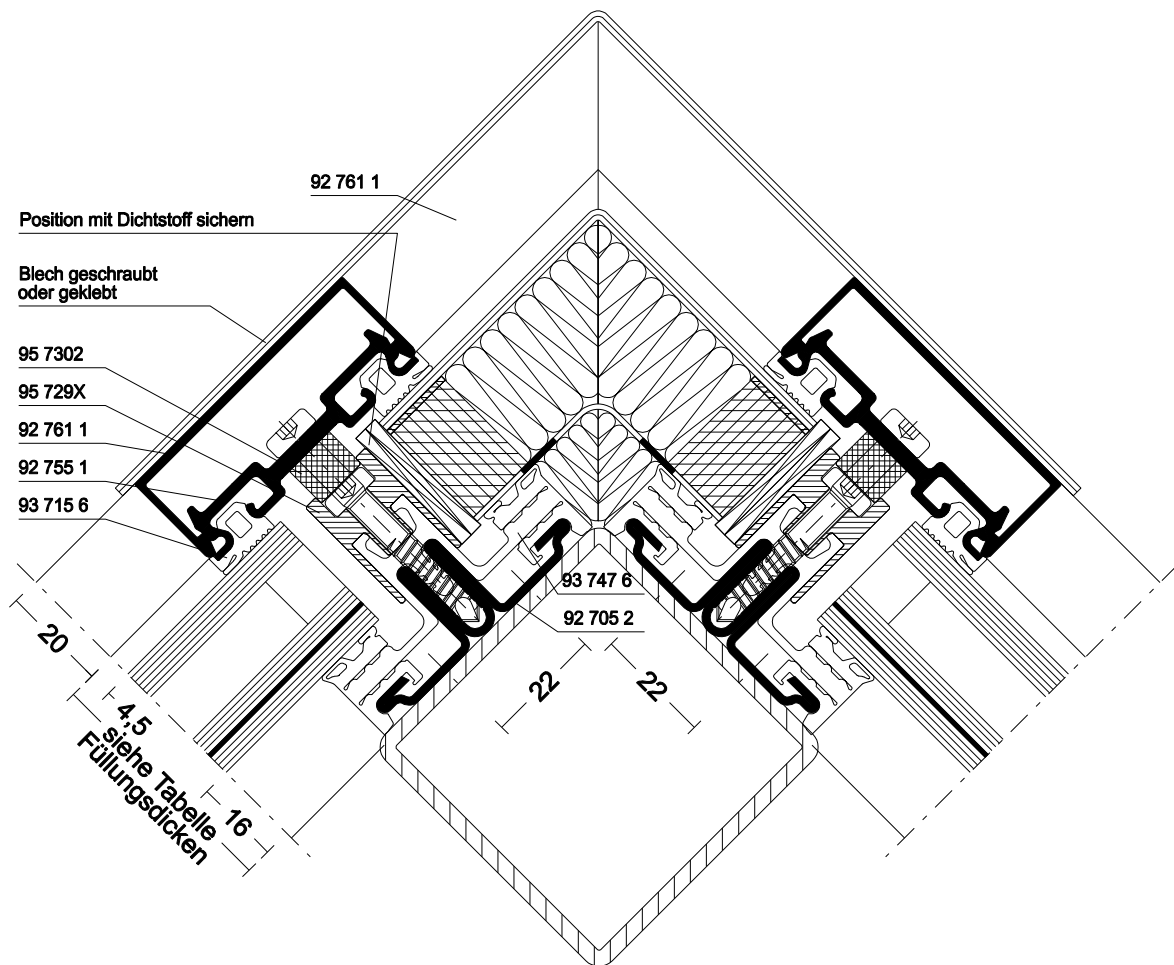 92 761 1
Position mit Dichtstoff sichern
Blech geschraubt
oder geklebt
95 7302
95 729X
92 761 1
92 755 1
93 715 6
93 747 6
92 705 2
22
22
20
4,5
siehe Tabelle
Füllungsdicken
16